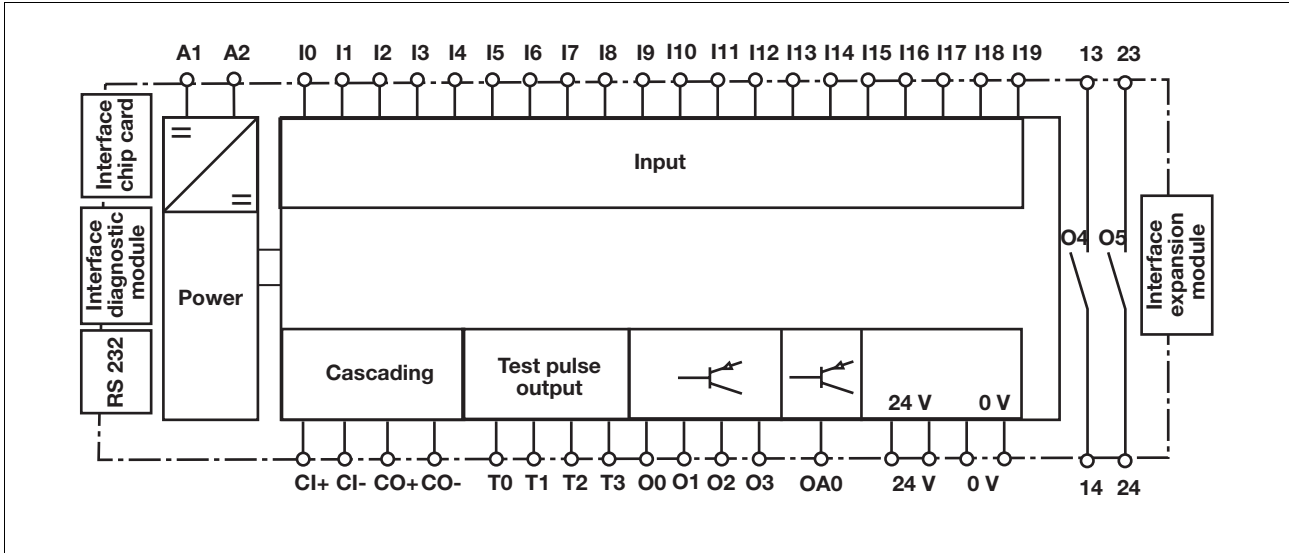 A1 A2 I0 I1 I2 I3 I4 I5 I6 I7 I8 I9 I10 I11 I12 I13 I14 I15 I16 I17 I18 I19 13 23
Interface
chip card
Input
Interface
diagnostic
module
Power
O4 O5
Interface
expansion
module
RS 232
Cascading
Test pulse
output
24 V 0 V
CI+ CI- CO+ CO- T0 T1 T2 T3 O0 O1 O2 O3 OA0 24 V 0 V 14 24